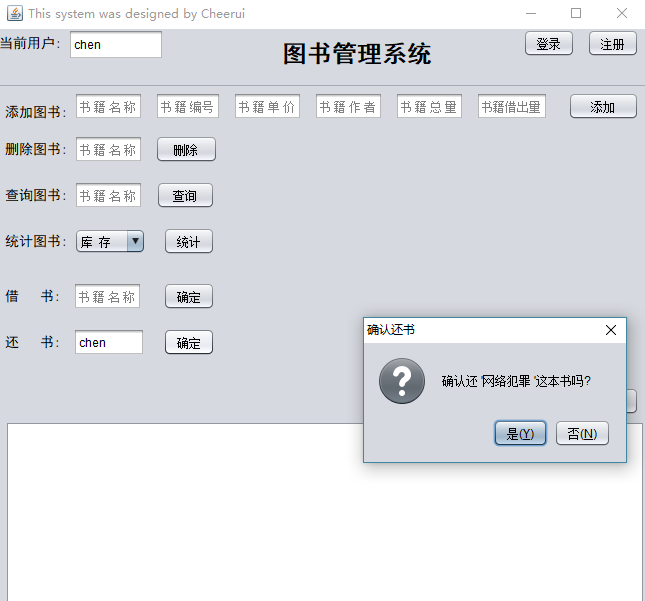 This system was designed by Cheerui
当前用户: chen 图书管理系统 登录 注册
添加图书: 书籍名称 书籍编号 书籍单价 书籍作者 书籍总量 书籍借出量 添加
删除图书: 书籍名称 删除
查询图书: 书籍名称 查询
统计图书: 库存 统计
借 书: 书籍名称 确定
还 书: chen 确定
确认还书
确认还 '网络犯罪 '这本书吗?
是(Y) 否(N)